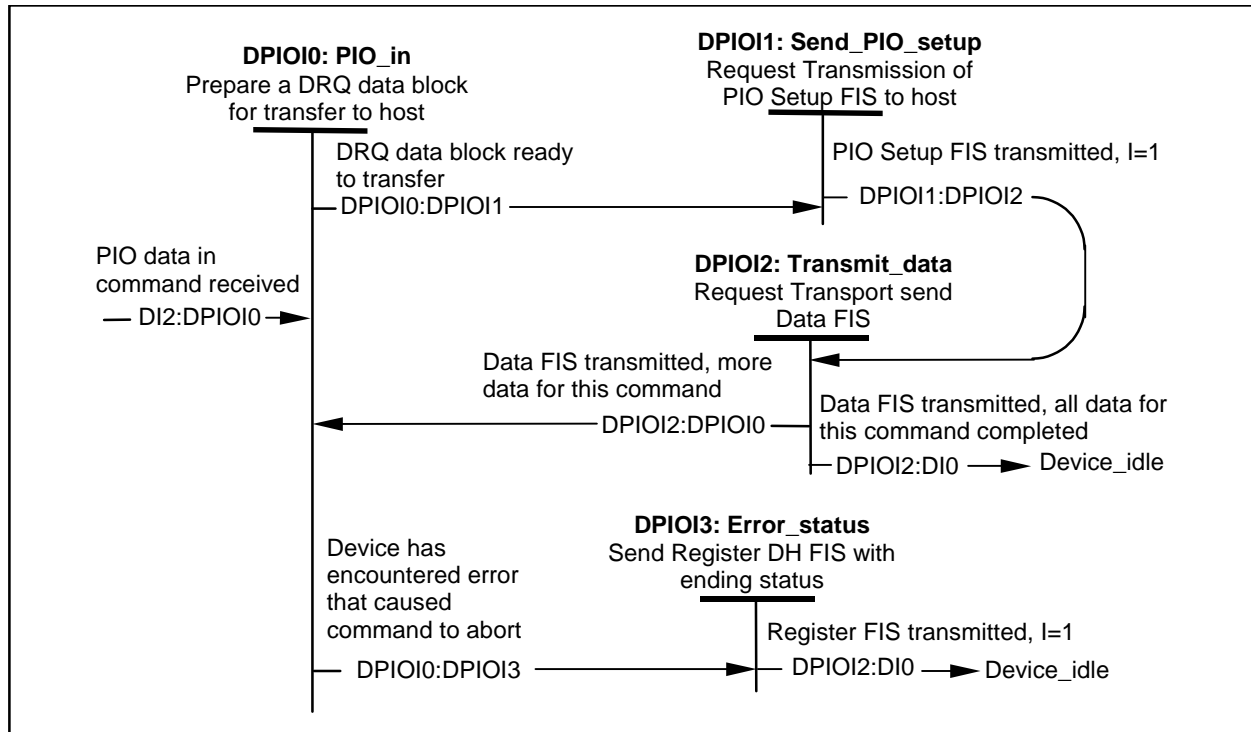 DPIOI0: PIO_in
Prepare a DRQ data block
for transfer to host
DPIOI1: Send_PIO_setup
Request Transmission of
PIO Setup FIS to host
DRQ data block ready
to transfer
DPIOI0:DPIOI1
PIO Setup FIS transmitted, I=1
DPIOI1:DPIOI2
PIO data in
command received
DI2:DPIOI0
DPIOI2: Transmit_data
Request Transport send
Data FIS
Data FIS transmitted, more
data for this command
DPIOI2:DPIOI0
Data FIS transmitted, all data for
this command completed
DPIOI2:DI0
Device_idle
DPIOI3: Error_status
Send Register DH FIS with
ending status
Device has
encountered error
that caused
command to abort
DPIOI0:DPIOI3
Register FIS transmitted, I=1
DPIOI2:DI0
Device_idle